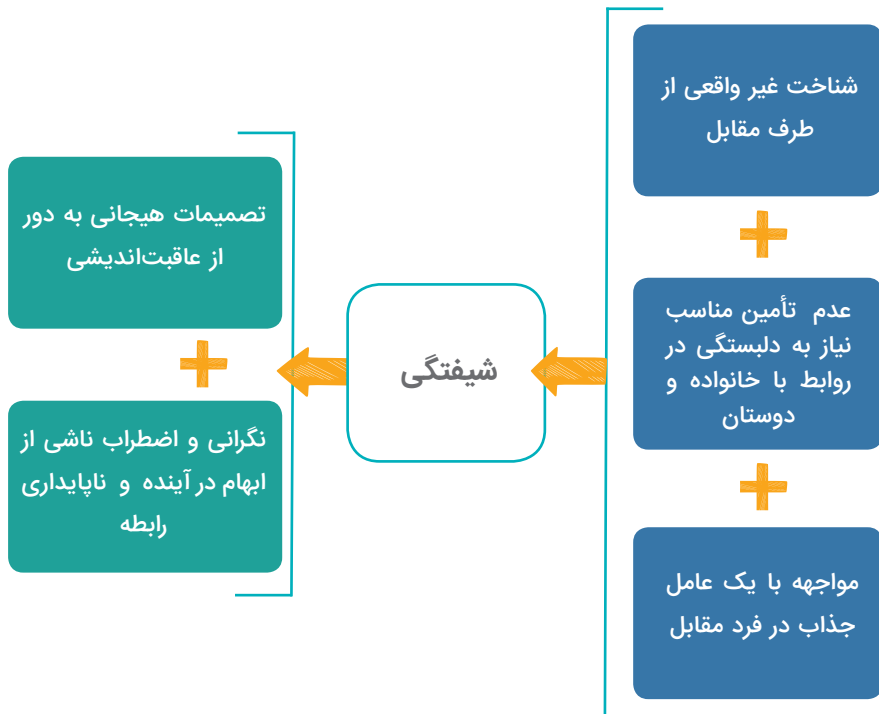 شناخت غیر واقعی از
طرف مقابل
عدم تأمین مناسب
نیاز به دلبستگی در
روابط با خانواده و
دوستان
مواجهه با یک عامل
جذاب در فرد مقابل
شیفتگی
تصمیمات هیجانی به دور
از عاقبت‌اندیشی
نگرانی و اضطراب ناشی از
ابهام در آینده و ناپایداری
رابطه